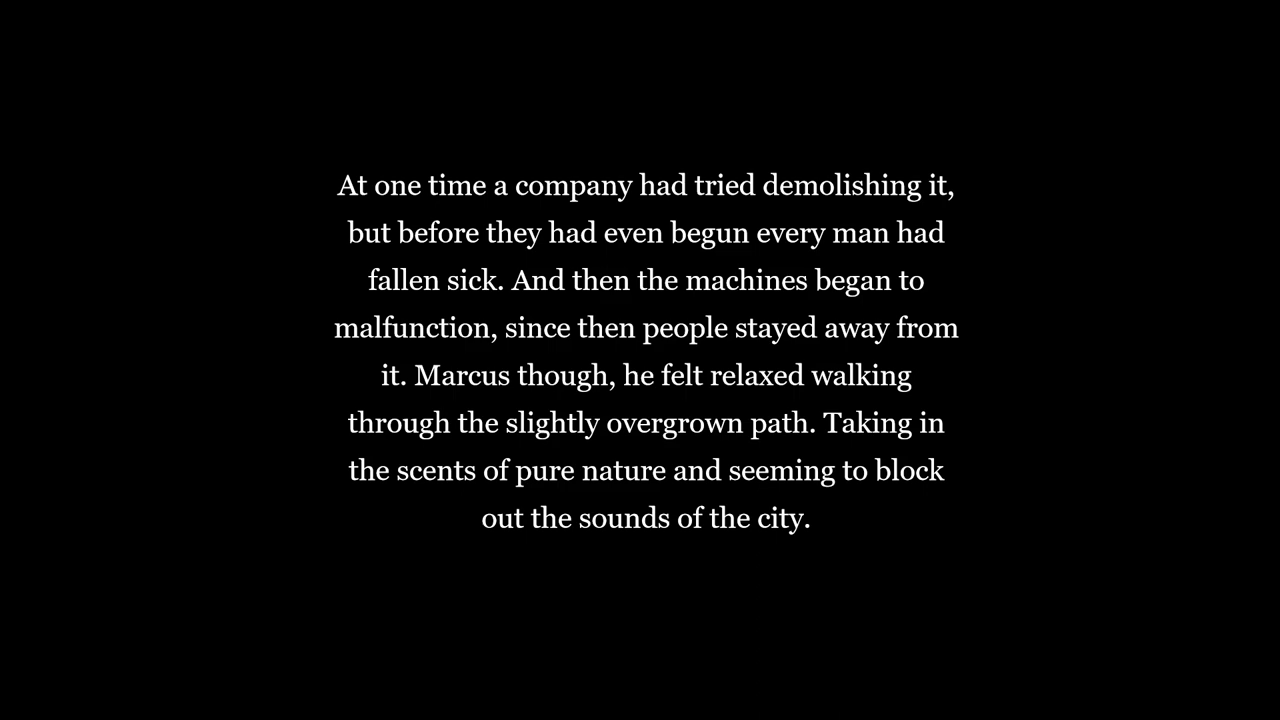 At one time a company had tried demolishing it,
but before they had even begun every man had
fallen sick. And then the machines began to
malfunction, since then people stayed away from
it. Marcus though, he felt relaxed walking
through the slightly overgrown path. Taking in
the scents of pure nature and seeming to block
out the sounds of the city.